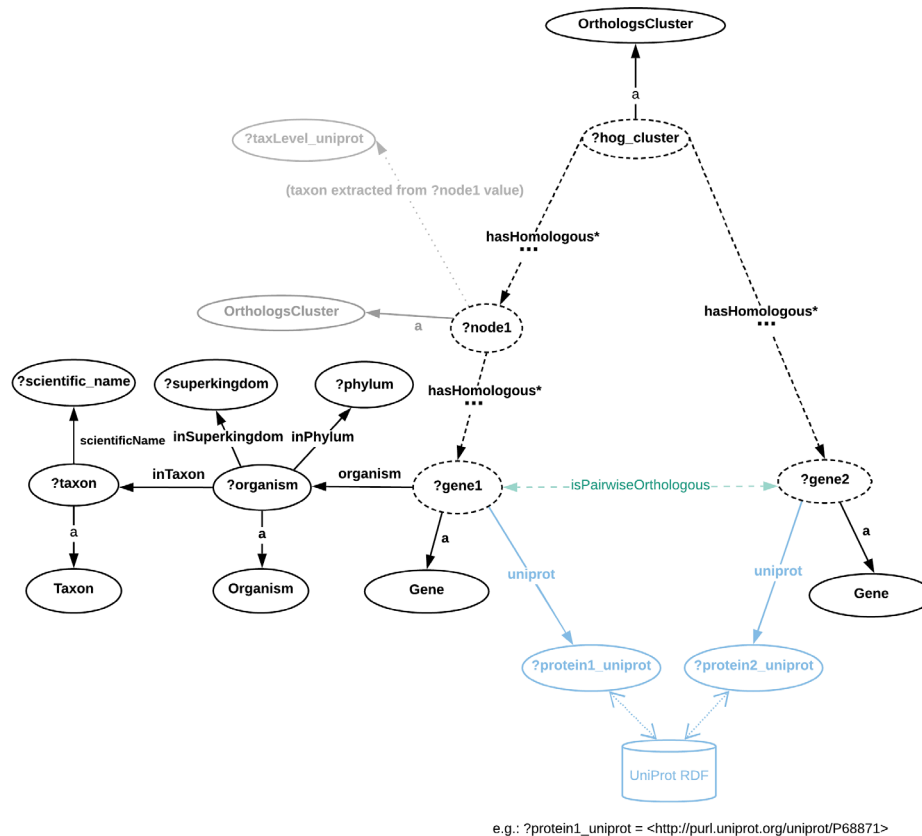 OrthologsCluster
a
?hog_cluster
?taxLevel_uniprot
(taxon extracted from ?node1 value)
hasHomologous*
...
OrthologsCluster
a
?node1
hasHomologous*
...
?scientific_name
?superkingdom
?phylum
hasHomologous*
...
scientificName
inSuperkingdom
inPhylum
?taxon
inTaxon
?organism
organism
?gene1
isPairwiseOrthologous
?gene2
a
a
a
a
Taxon
Organism
Gene
Gene
uniprot
uniprot
?protein1_uniprot
?protein2_uniprot
UniProt RDF
e.g.: ?protein1_uniprot = <http://purl.uniprot.org/uniprot/P68871>